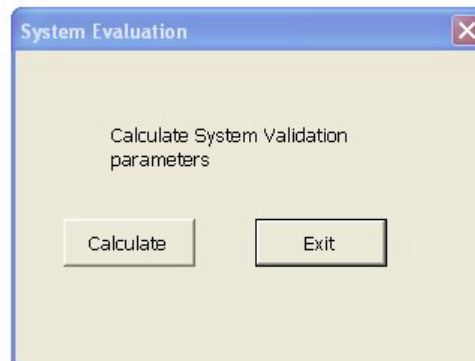 System Evaluation
Calculate System Validation
parameters
Calculate Exit